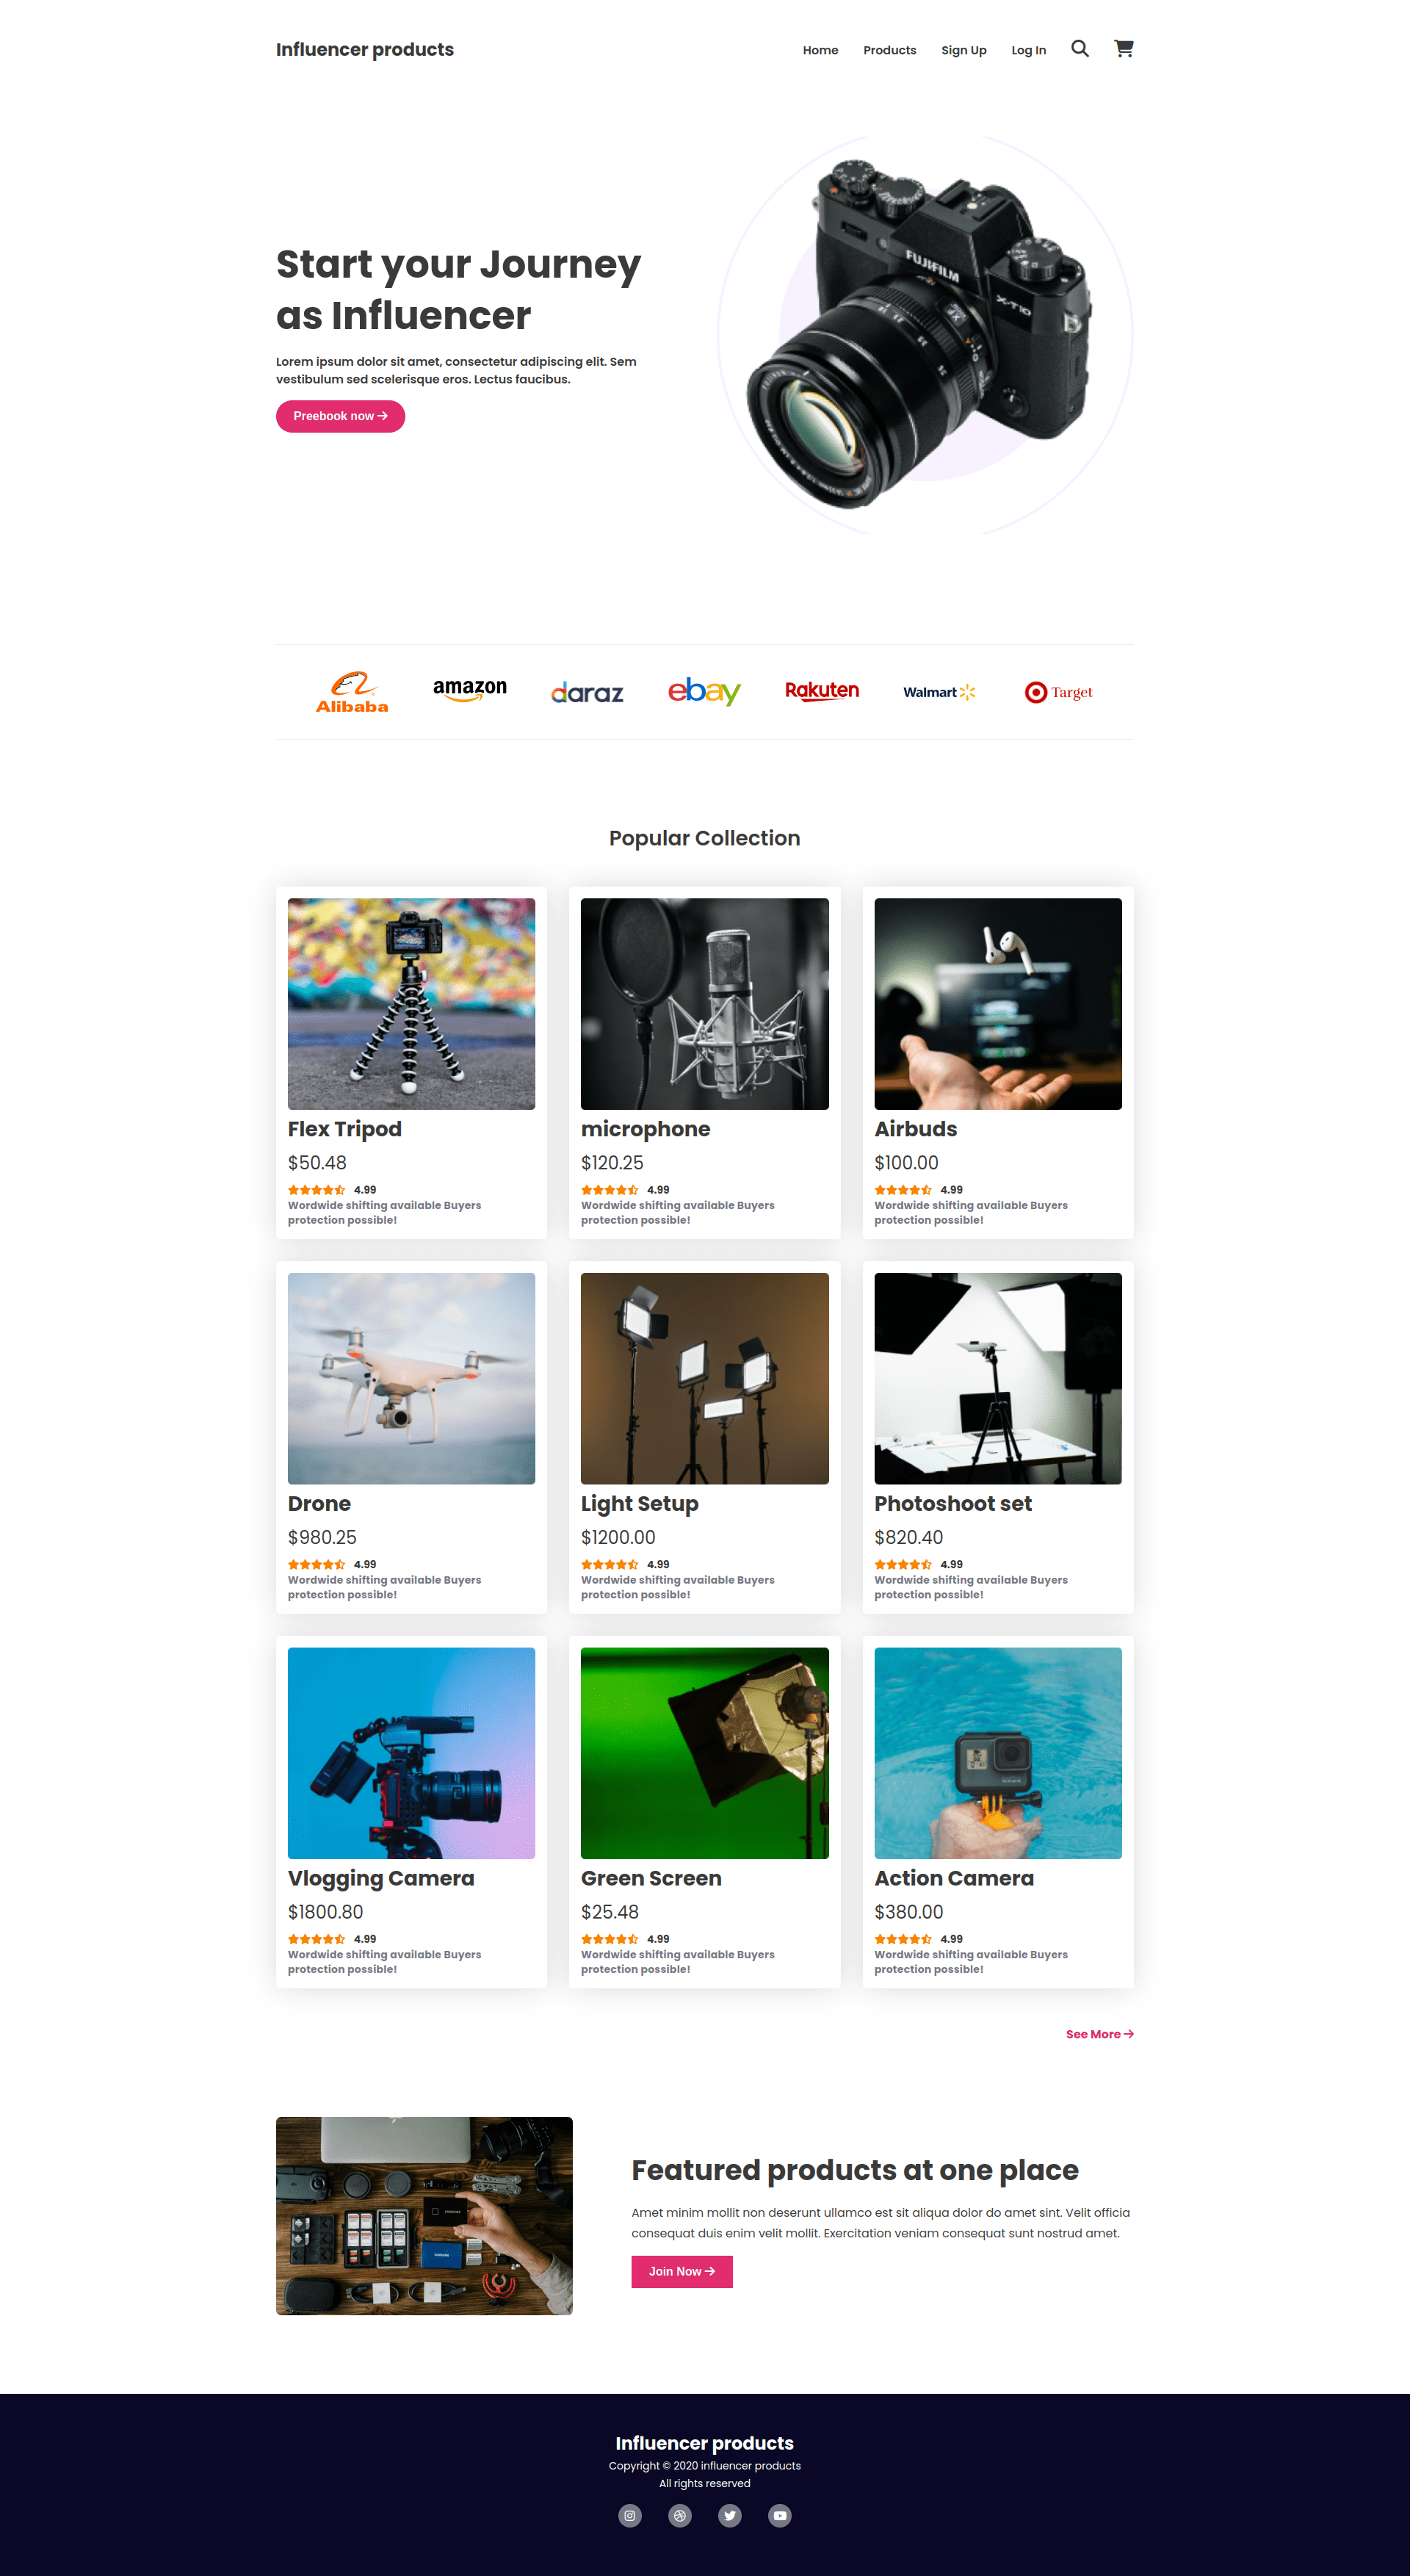 Influencer products
Home Products Sign Up Log In
FUJIFILM
X-T10
Start your Journey
as Influencer
Lorem ipsum dolor sit amet, consectetur adipiscing elit. Sem
vestibulum sed scelerisque eros. Lectus faucibus.
Preebook now
Alibaba amazon daraz ebay Rakuten Walmart Target
Popular Collection
Flex Tripod
$50.48
4.99
Wordwide shifting available Buyers
protection possible!
microphone
$120.25
4.99
Wordwide shifting available Buyers
protection possible!
Airbuds
$100.00
4.99
Wordwide shifting available Buyers
protection possible!
Drone
$980.25
4.99
Wordwide shifting available Buyers
protection possible!
Light Setup
$1200.00
4.99
Wordwide shifting available Buyers
protection possible!
Photoshoot set
$820.40
4.99
Wordwide shifting available Buyers
protection possible!
Vlogging Camera
$1800.80
4.99
Wordwide shifting available Buyers
protection possible!
Green Screen
$25.48
4.99
Wordwide shifting available Buyers
protection possible!
Action Camera
$380.00
4.99
Wordwide shifting available Buyers
protection possible!
See More
Featured products at one place
Amet minim mollit non deserunt ullamco est sit aliqua dolor do amet sint. Velit officia
consequat duis enim velit mollit. Exercitation veniam consequat sunt nostrud amet.
Join Now
Influencer products
Copyright © 2020 influencer products
All rights reserved